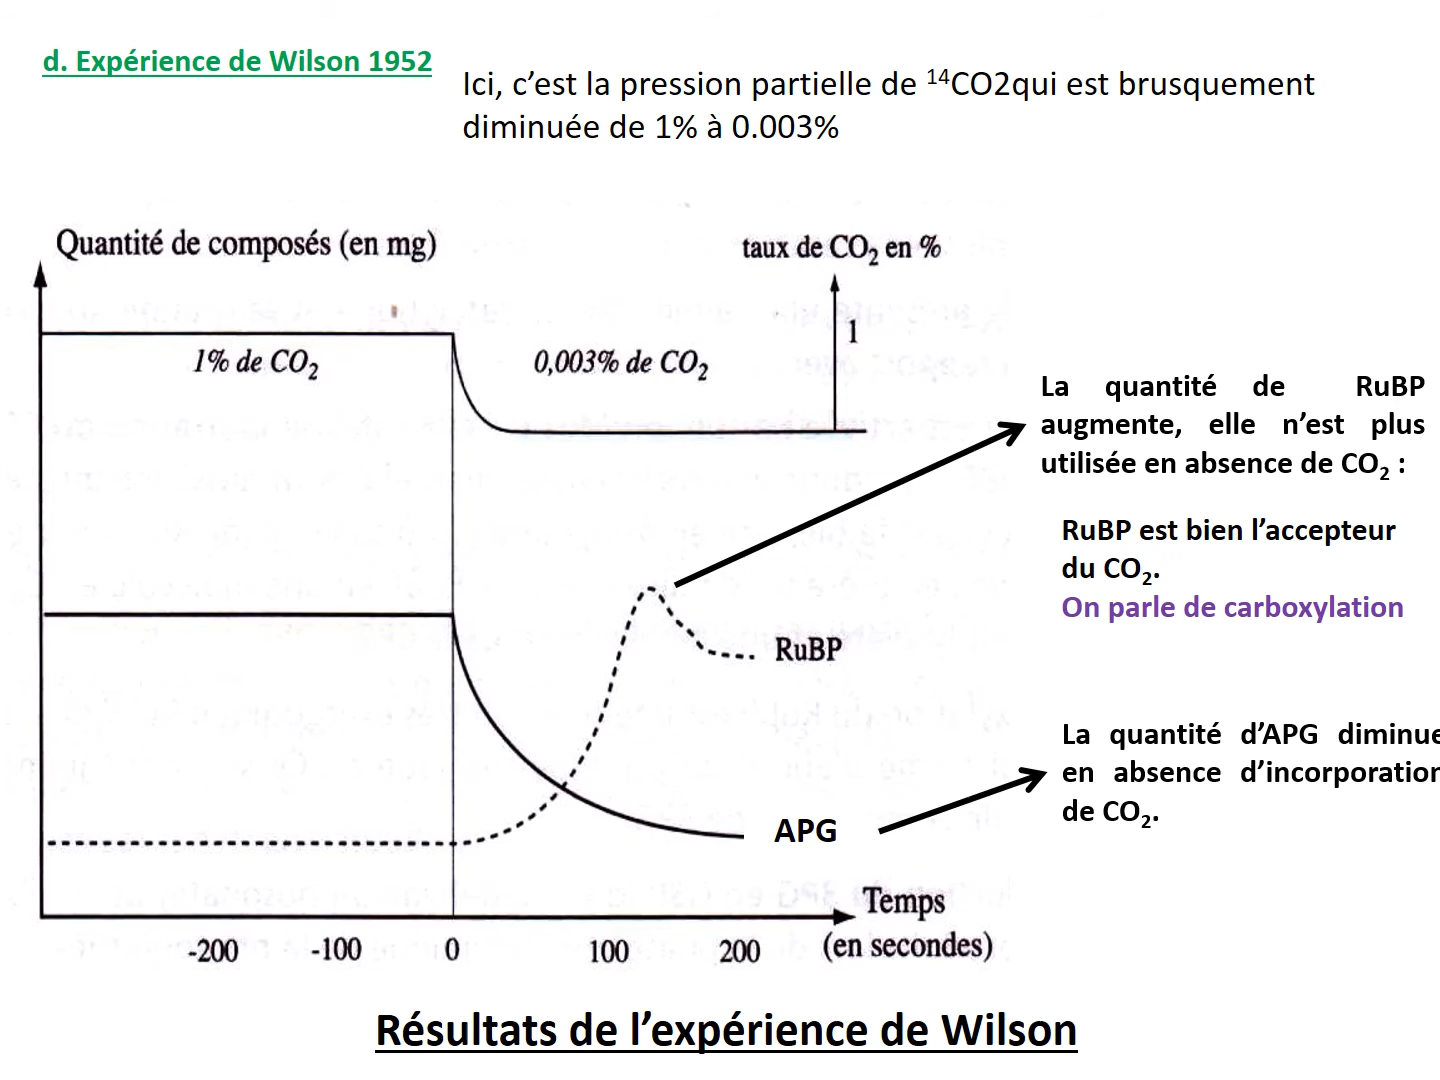 d. Expérience de Wilson 1952
Ici, c’est la pression partielle de ¹⁴CO2qui est brusquement
diminuée de 1% à 0.003%
Quantité de composés (en mg)
taux de CO₂ en %
1
1% de CO₂
0,003% de CO₂
La quantité de RuBP
augmente, elle n’est plus
utilisée en absence de CO₂ :
RuBP est bien l’accepteur
du CO₂.
On parle de carboxylation
RuBP
La quantité d’APG diminue
en absence d’incorporation
de CO₂.
APG
Temps
(en secondes)
-200 -100 0 100 200
Résultats de l’expérience de Wilson